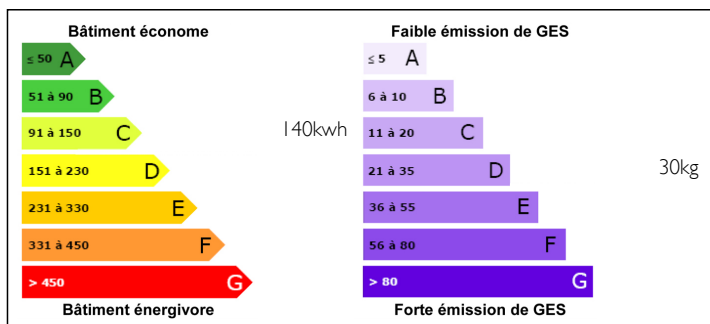 Bâtiment économe
≤ 50 A
51 à 90 B
91 à 150 C
140kwh
151 à 230 D
231 à 330 E
331 à 450 F
> 450 G
Bâtiment énergivore
Faible émission de GES
≤ 5 A
6 à 10 B
11 à 20 C
21 à 35 D
30kg
36 à 55 E
56 à 80 F
> 80 G
Forte émission de GES